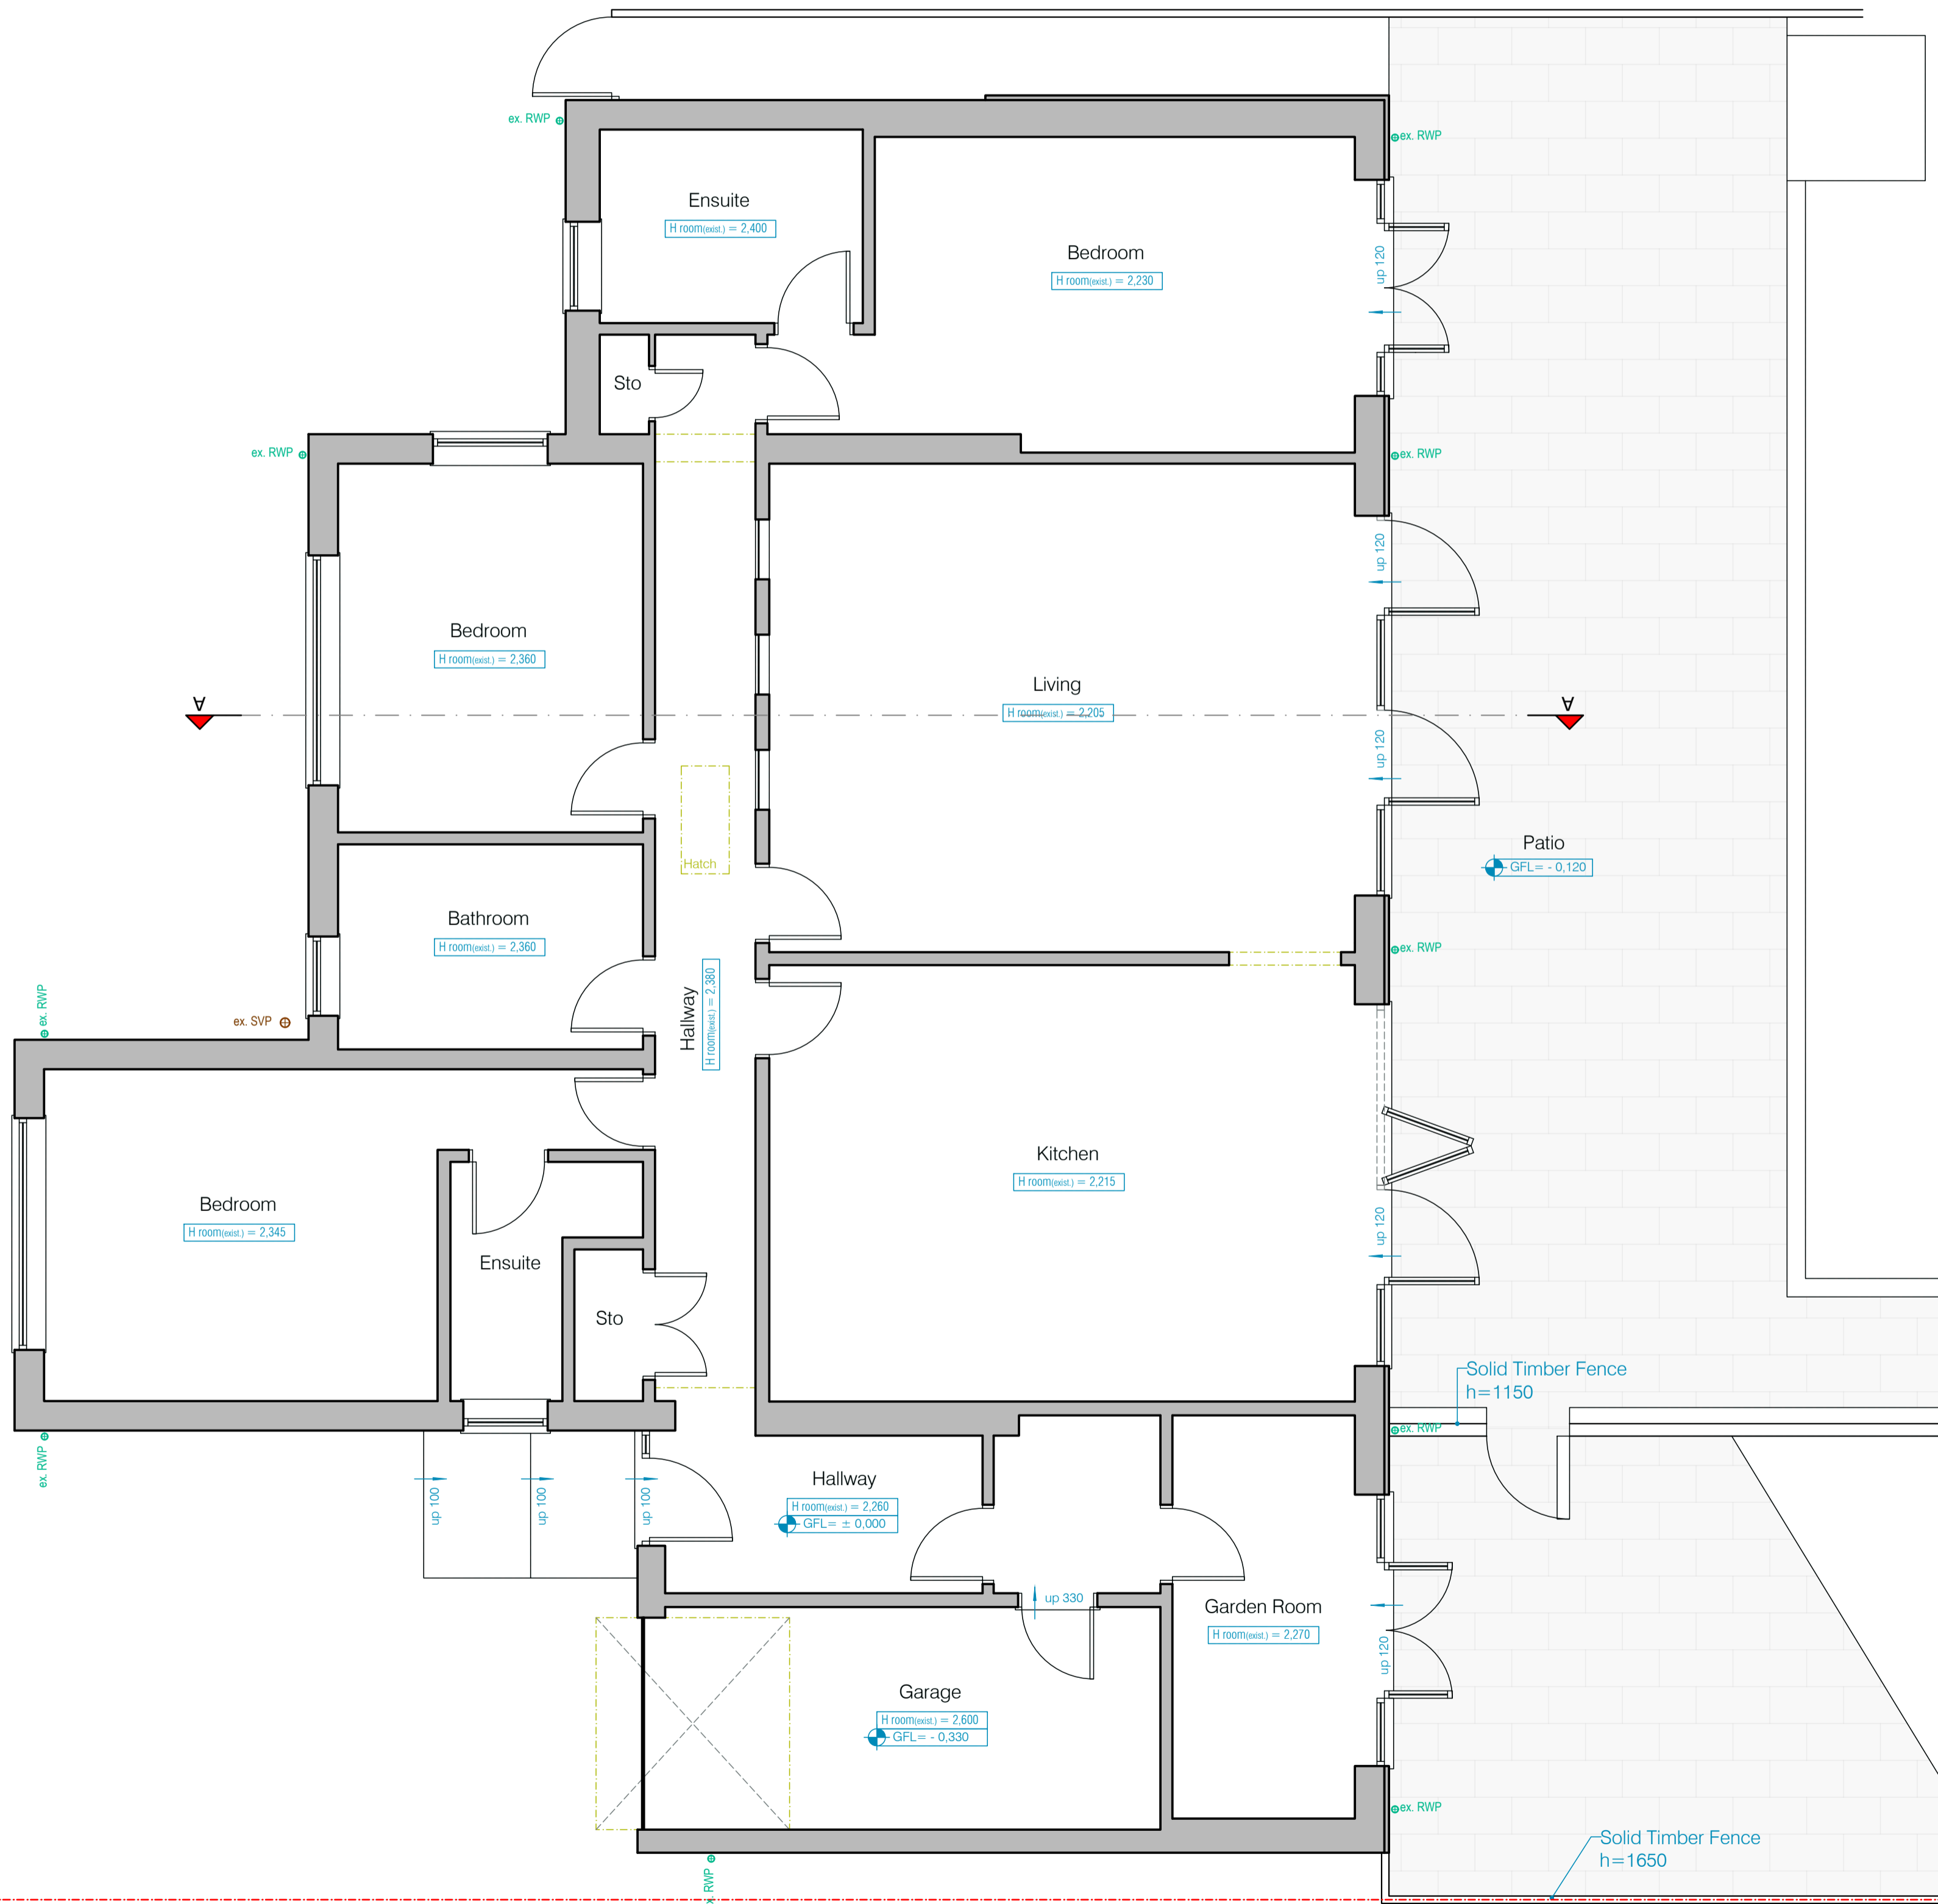 ex. RWP
ex. RWP
Ensuite
H room(exist.) = 2,400
Bedroom
H room(exist.) = 2,230
up 120
Sto
ex. RWP
ex. RWP
up 120
Bedroom
H room(exist.) = 2,360
Living
H room(exist.) = 2,205
A
A
up 120
Hatch
Patio
GFL= - 0,120
Bathroom
H room(exist.) = 2,360
ex. RWP
Hallway
H room(exist.) = 2,380
ex. RWP
ex. SVP
Kitchen
H room(exist.) = 2,215
Bedroom
H room(exist.) = 2,345
up 120
Ensuite
Sto
Solid Timber Fence
h=1150
ex. RWP
ex. RWP
up 100
up 100
up 100
Hallway
H room(exist.) = 2,260
GFL= ± 0,000
up 330
Garden Room
H room(exist.) = 2,270
up 120
Garage
H room(exist.) = 2,600
GFL= - 0,330
ex. RWP
Solid Timber Fence
h=1650
RWP